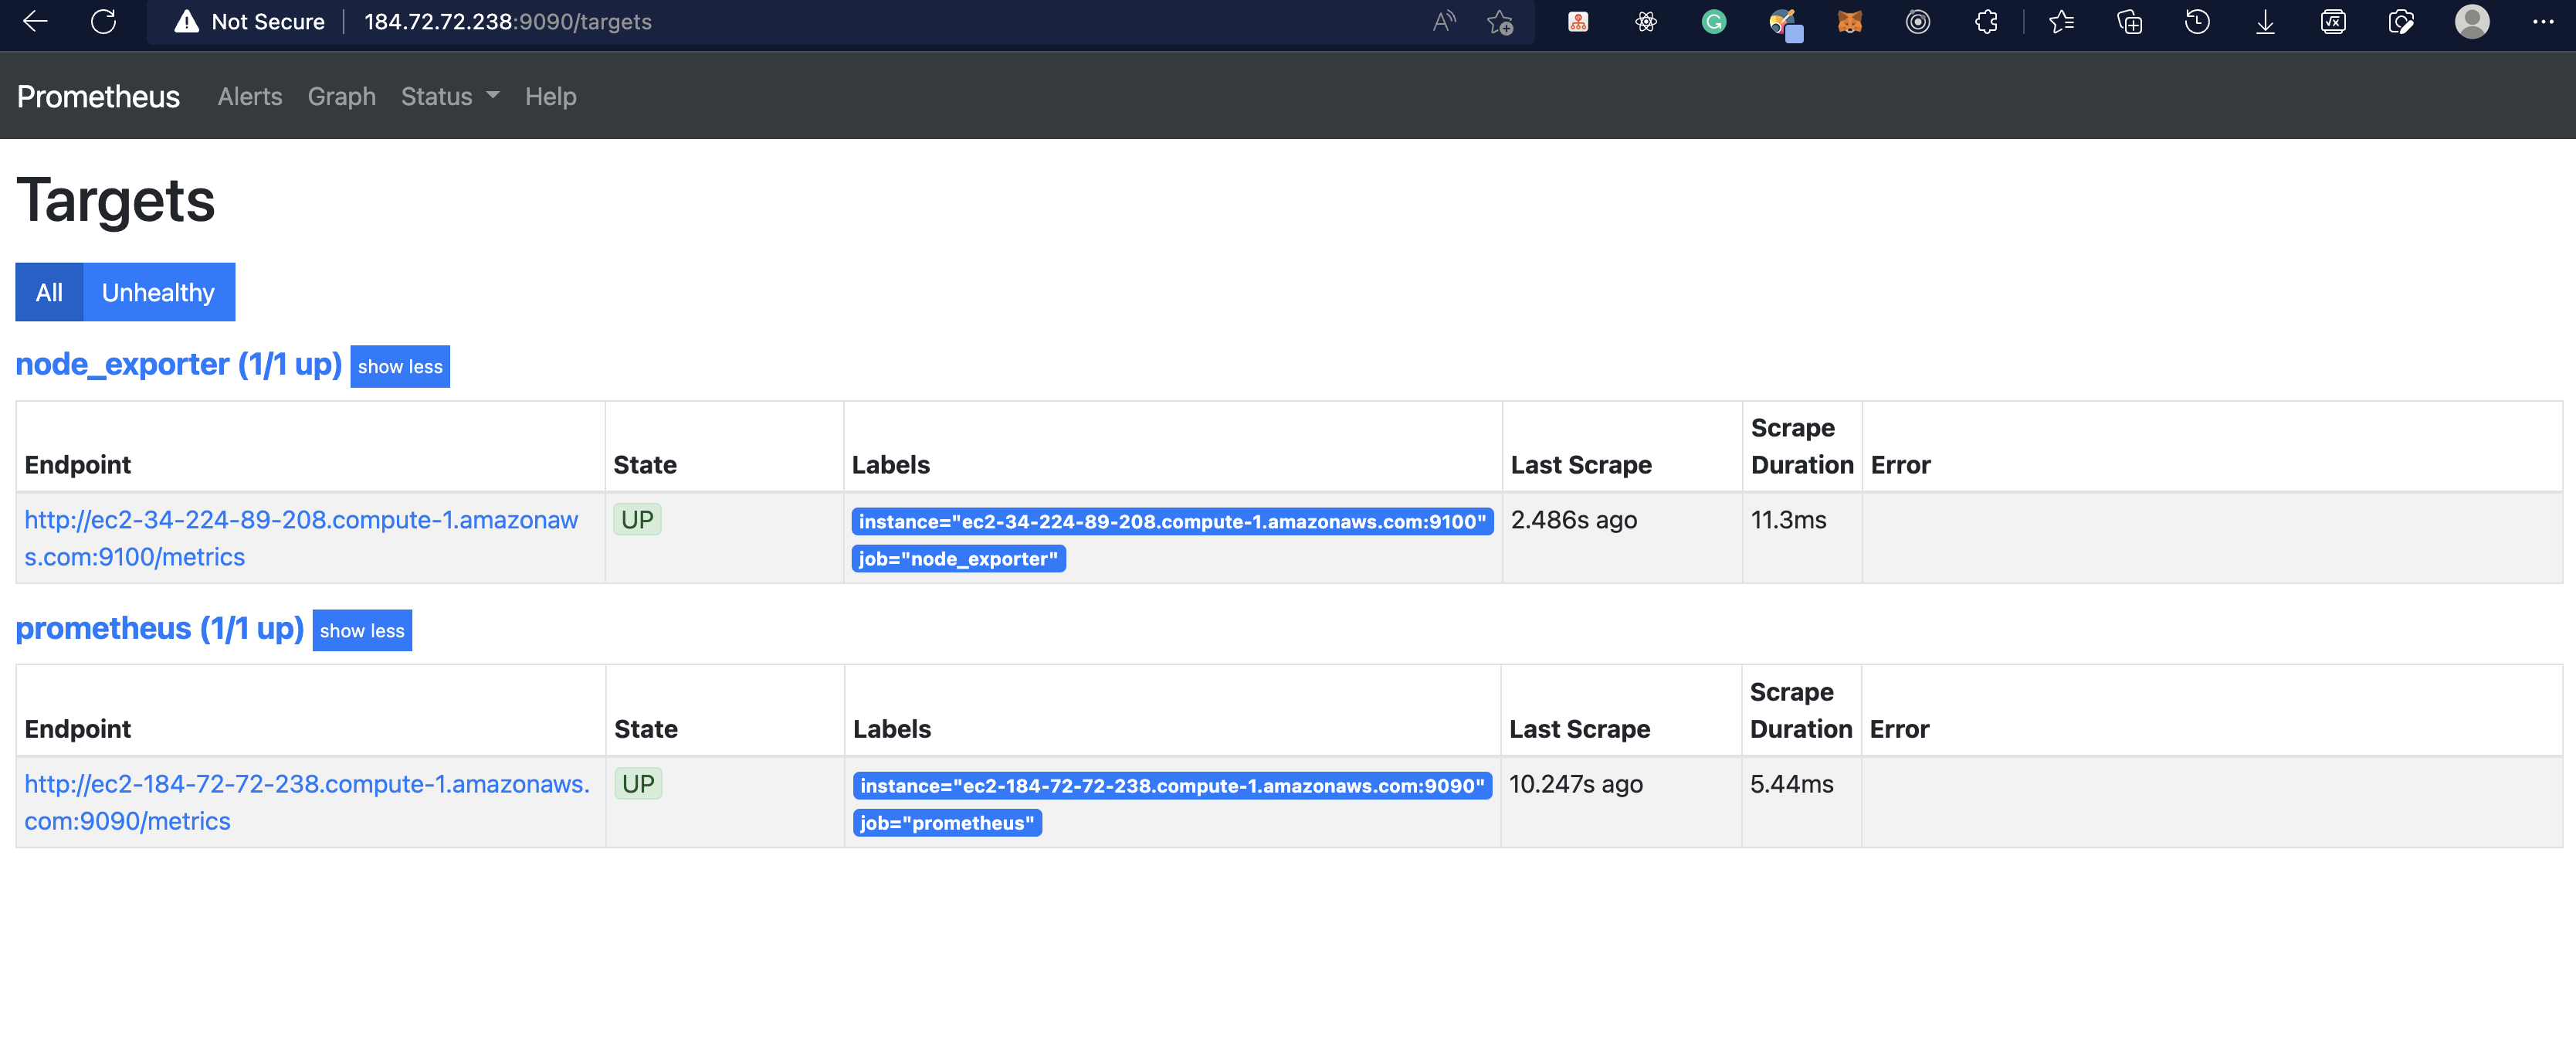 Not Secure 184.72.72.238:9090/targets
Prometheus Alerts Graph Status Help
Targets
All Unhealthy
node_exporter (1/1 up) show less
Endpoint State Labels Last Scrape Scrape Duration Error
http://ec2-34-224-89-208.compute-1.amazonaw
s.com:9100/metrics
UP
instance="ec2-34-224-89-208.compute-1.amazonaws.com:9100"
job="node_exporter"
2.486s ago
11.3ms
prometheus (1/1 up) show less
Endpoint State Labels Last Scrape Scrape Duration Error
http://ec2-184-72-72-238.compute-1.amazonaws.
com:9090/metrics
UP
instance="ec2-184-72-72-238.compute-1.amazonaws.com:9090"
job="prometheus"
10.247s ago
5.44ms